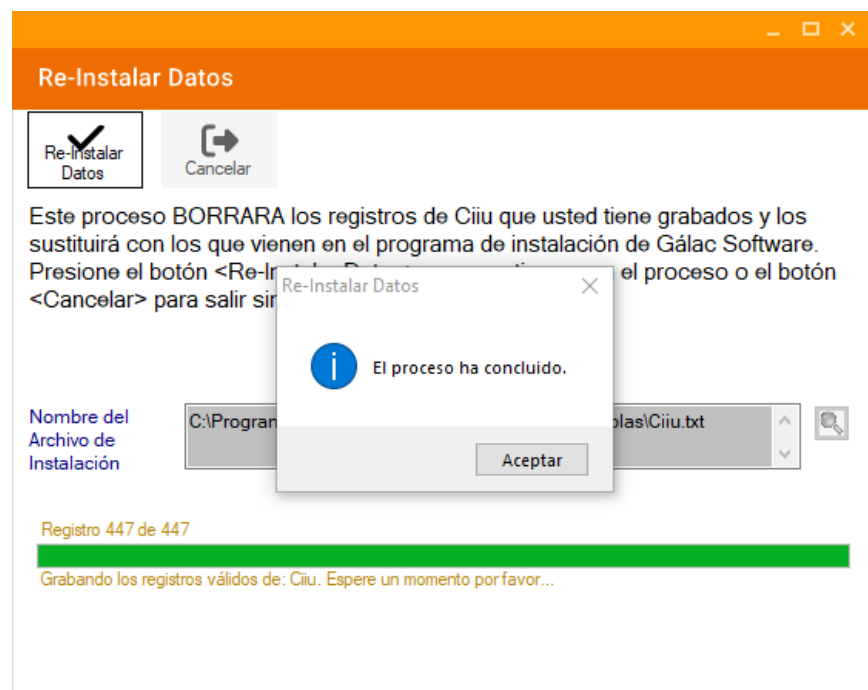 Re-Instalar Datos
Re-Instalar
Datos
Cancelar
Este proceso BORRARA los registros de Ciiu que usted tiene grabados y los
sustituirá con los que vienen en el programa de instalación de Gálac Software.
Presione el botón <Re-In el proceso o el botón
<Cancelar> para salir sin
Re-Instalar Datos
El proceso ha concluido.
Aceptar
Nombre del
Archivo de
Instalación
C:\Program las\Ciiu.txt
Registro 447 de 447
Grabando los registros válidos de: Ciiu. Espere un momento por favor...